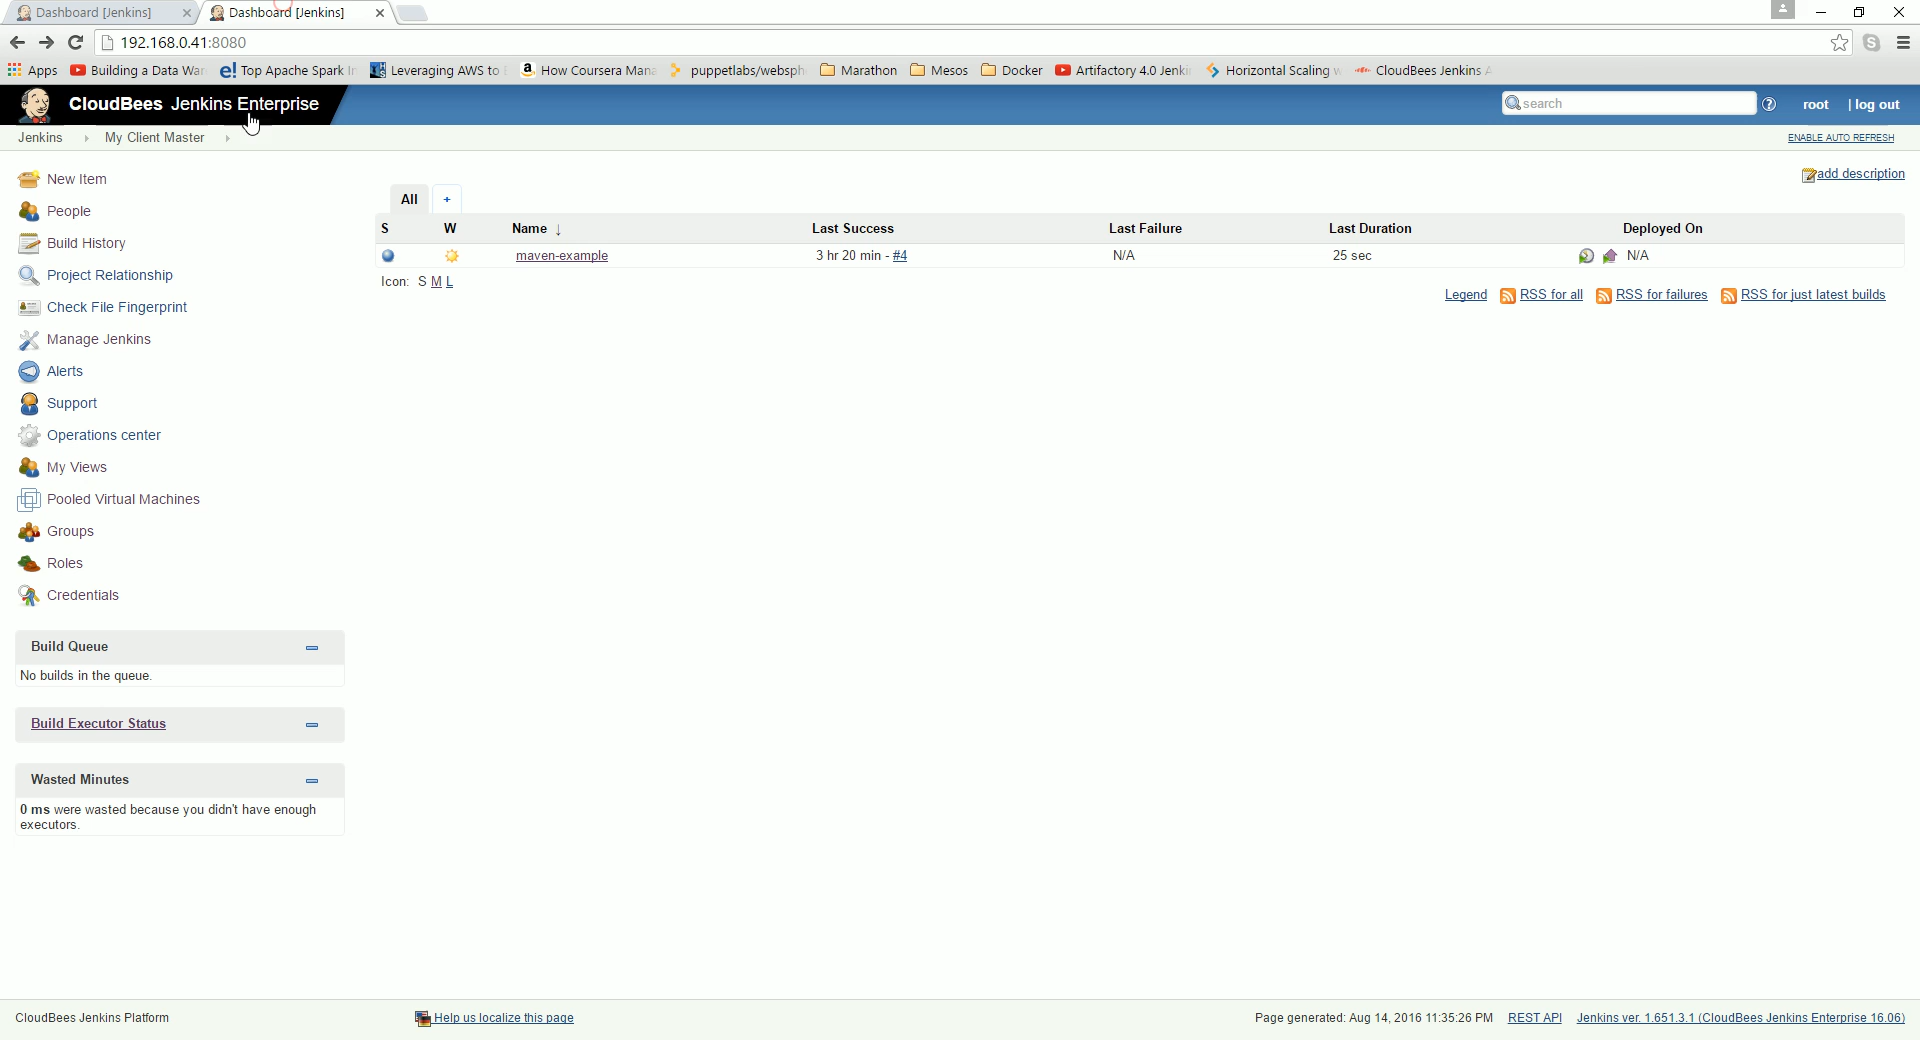 Dashboard [Jenkins]
Dashboard [Jenkins]
192.168.0.41:8080
Apps
Building a Data War
Top Apache Spark In
Leveraging AWS to
How Coursera Mana
puppetlabs/websph
Marathon
Mesos
Docker
Artifactory 4.0 Jenki
Horizontal Scaling w
CloudBees Jenkins A
CloudBees Jenkins Enterprise
search
root
| log out
Jenkins
My Client Master
ENABLE AUTO REFRESH
add description
New Item
People
Build History
Project Relationship
Check File Fingerprint
Manage Jenkins
Alerts
Support
Operations center
My Views
Pooled Virtual Machines
Groups
Roles
Credentials
All
+
S W Name ↓ Last Success Last Failure Last Duration Deployed On
maven-example 3 hr 20 min - #4 N/A 25 sec N/A
Icon: S M L
Legend RSS for all RSS for failures RSS for just latest builds
Build Queue
No builds in the queue.
Build Executor Status
Wasted Minutes
0 ms were wasted because you didn't have enough
executors.
CloudBees Jenkins Platform
Help us localize this page
Page generated: Aug 14, 2016 11:35:26 PM REST API Jenkins ver. 1.651.3.1 (CloudBees Jenkins Enterprise 16.06)